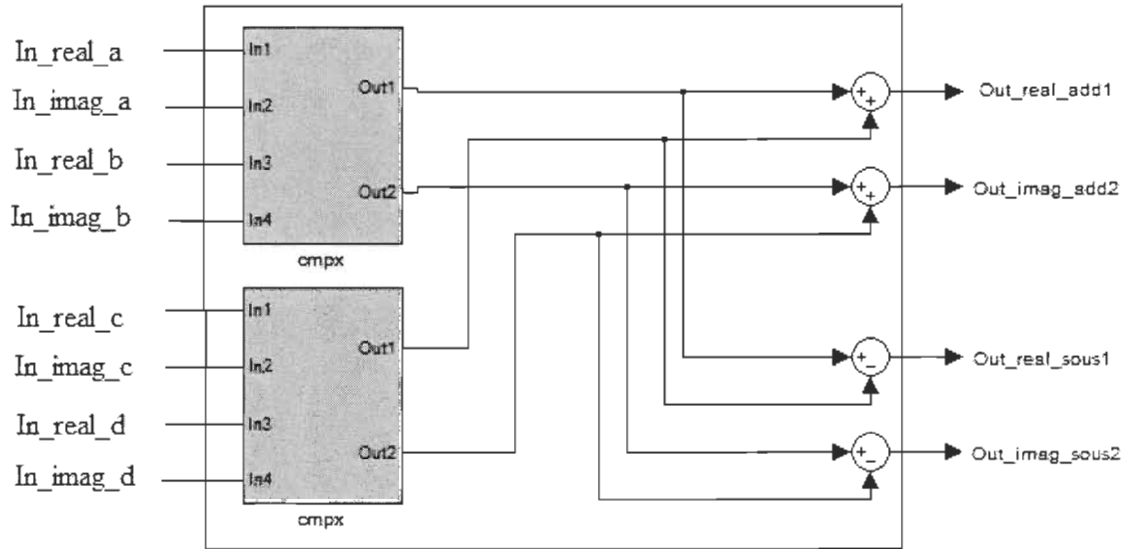 In_real_a
In_imag_a
In_real_b
In_imag_b
In1
In2
In3
In4
Out1
Out2
cmpx
In_real_c
In_imag_c
In_real_d
In_imag_d
In1
In2
In3
In4
Out1
Out2
cmpx
+
+
Out_real_add1
+
+
Out_imag_add2
+
−
Out_real_sous1
+
−
Out_imag_sous2